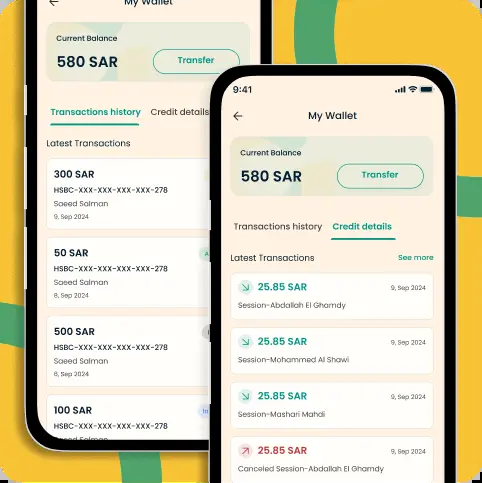 My Wallet
Current Balance
580 SAR
Transfer
Transactions history
Credit details
Latest Transactions
300 SAR
HSBC-XXX-XXX-XXX-XXX-278
Saeed Salman
9, Sep 2024
50 SAR
HSBC-XXX-XXX-XXX-XXX-278
Saeed Salman
8, Sep 2024
500 SAR
HSBC-XXX-XXX-XXX-XXX-278
Saeed Salman
8, Sep 2024
100 SAR
HSBC-XXX-XXX-XXX-XXX-278
Saeed Salman
9:41
My Wallet
Current Balance
580 SAR
Transfer
Transactions history
Credit details
Latest Transactions
See more
25.85 SAR
9, Sep 2024
Session-Abdallah El Ghamdy
25.85 SAR
9, Sep 2024
Session-Mohammed Al Shawi
25.85 SAR
9, Sep 2024
Session-Mashari Mahdi
25.85 SAR
9, Sep 2024
Canceled Session-Abdallah El Ghamdy